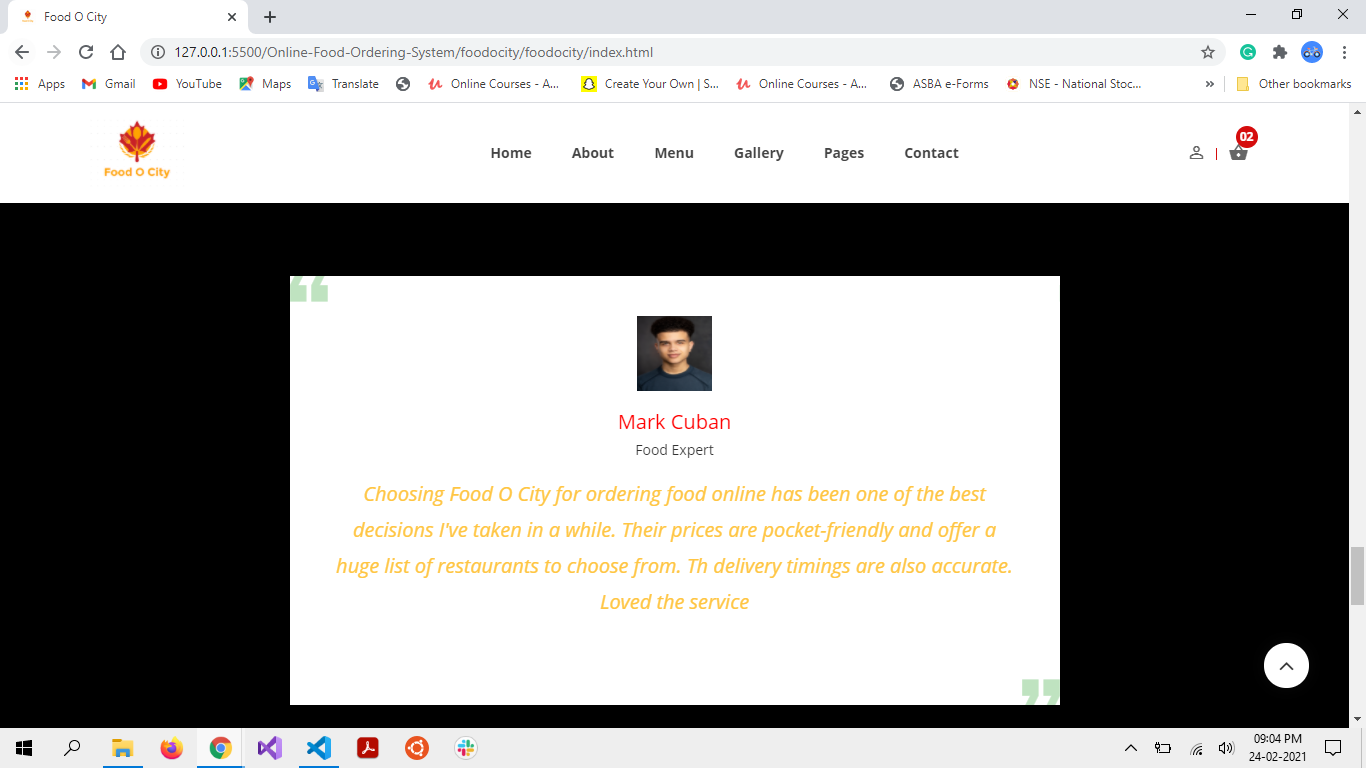 Food O City
127.0.0.1:5500/Online-Food-Ordering-System/foodocity/foodocity/index.html
Apps Gmail YouTube Maps Translate Online Courses - A... Create Your Own | S... Online Courses - A... ASBA e-Forms NSE - National Stoc... » Other bookmarks
Food O City
Home About Menu Gallery Pages Contact
02
Mark Cuban
Food Expert
Choosing Food O City for ordering food online has been one of the best
decisions I've taken in a while. Their prices are pocket-friendly and offer a
huge list of restaurants to choose from. Th delivery timings are also accurate.
Loved the service
09:04 PM
24-02-2021